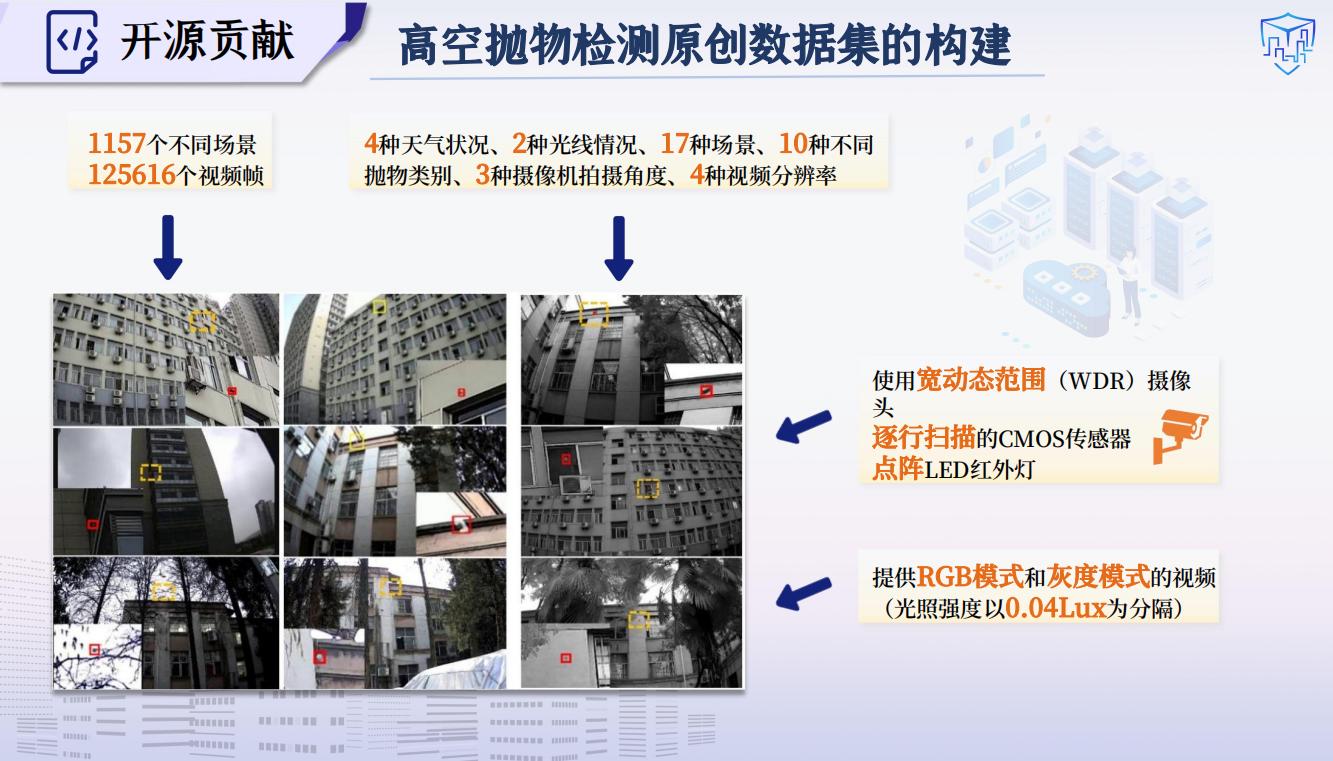 开源贡献
高空抛物检测原创数据集的构建
1157个不同场景
125616个视频帧
4种天气状况、2种光线情况、17种场景、10种不同
抛物类别、3种摄像机拍摄角度、4种视频分辨率
使用宽动态范围（WDR）摄像
头
逐行扫描的CMOS传感器
点阵LED红外灯
提供RGB模式和灰度模式的视频
（光照强度以0.04Lux为分隔）